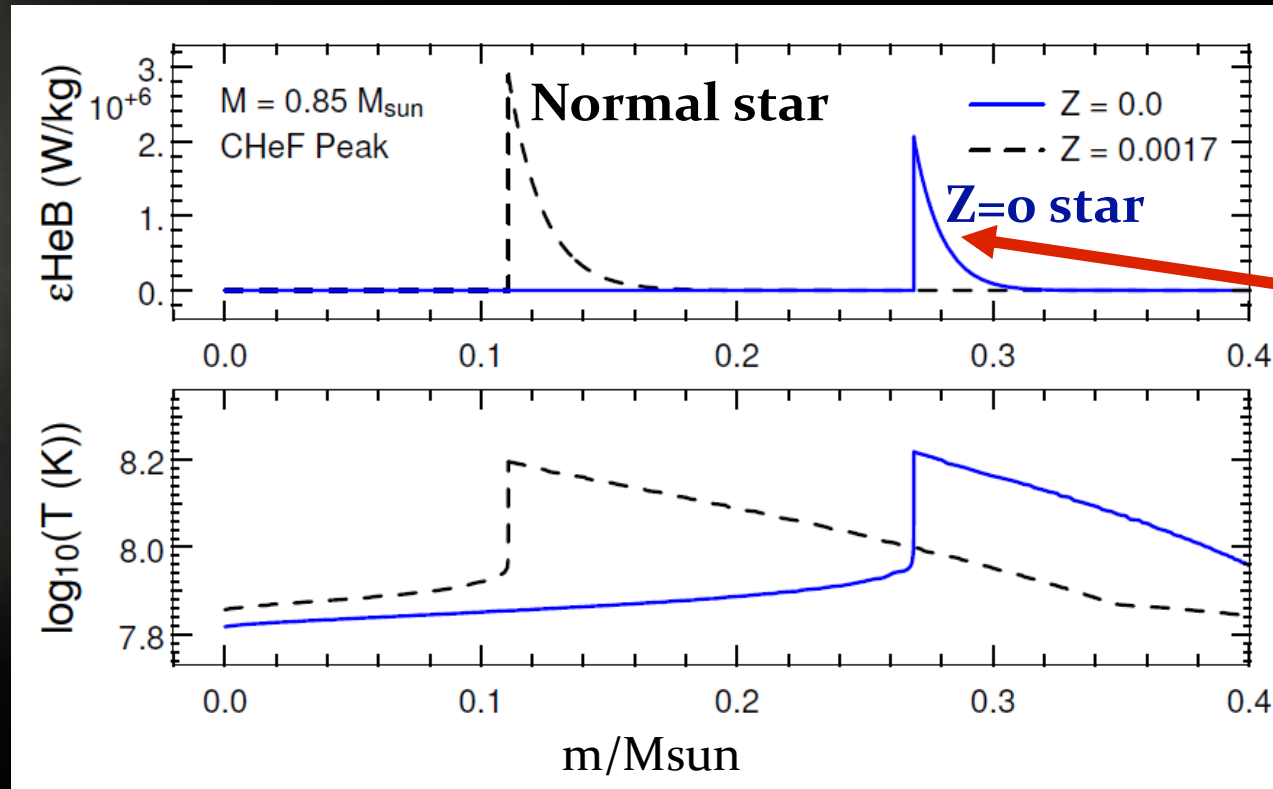 εHeB (W/kg)
10+6
3.
2.
1.
0.
M = 0.85 Msun
CHeF Peak
Normal star
Z = 0.0
Z = 0.0017
Z=0 star
0.0 0.1 0.2 0.3 0.4
log10(T (K))
8.2
8.0
7.8
0.0 0.1 0.2 0.3 0.4
m/Msun